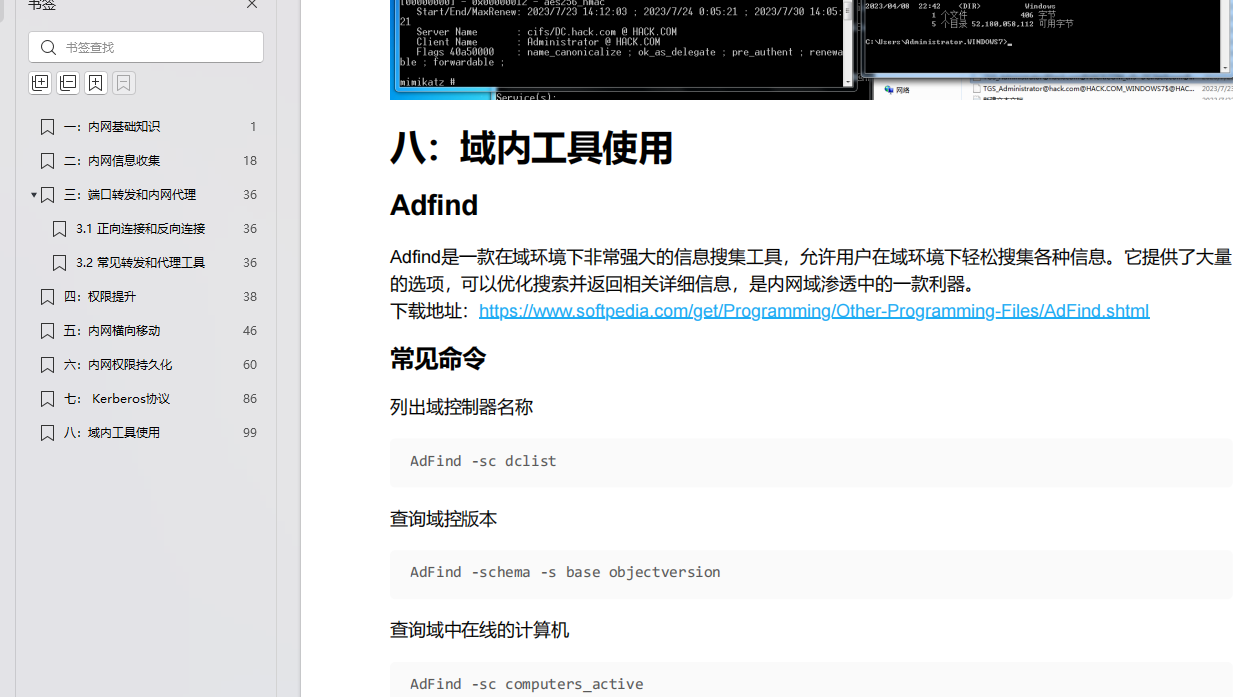 书签
书签查找
一：内网基础知识 1
二：内网信息收集 18
三：端口转发和内网代理 36
3.1 正向连接和反向连接 36
3.2 常见转发和代理工具 36
四：权限提升 38
五：内网横向移动 46
六：内网权限持久化 60
七： Kerberos协议 86
八：域内工具使用 99
Start/End/MaxRenew: 2023/7/23 14:12:03 ; 2023/7/24 0:05:21 ; 2023/7/30 14:05:
21
Server Name : cifs/DC.hack.com @ HACK.COM
Client Name : Administrator @ HACK.COM
Flags 40a50000 : name_canonicalize ; ok_as_delegate ; pre_authent ; renewa
ble ; forwardable ;
mimikatz #
Service(s):
2023/04/08 22:42 <DIR> Windows
1 个文件 406 字节
5 个目录 52,180,058,112 可用字节
C:\Users\Administrator.WINDOWS7>_
网络
TGS_Administrator@hack.com@HACK.COM_WINDOWS7$@HAC...
八：域内工具使用
Adfind
Adfind是一款在域环境下非常强大的信息搜集工具，允许用户在域环境下轻松搜集各种信息。它提供了大量
的选项，可以优化搜索并返回相关详细信息，是内网域渗透中的一款利器。
下载地址：https://www.softpedia.com/get/Programming/Other-Programming-Files/AdFind.shtml
常见命令
列出域控制器名称
AdFind -sc dclist
查询域控版本
AdFind -schema -s base objectversion
查询域中在线的计算机
AdFind -sc computers_active